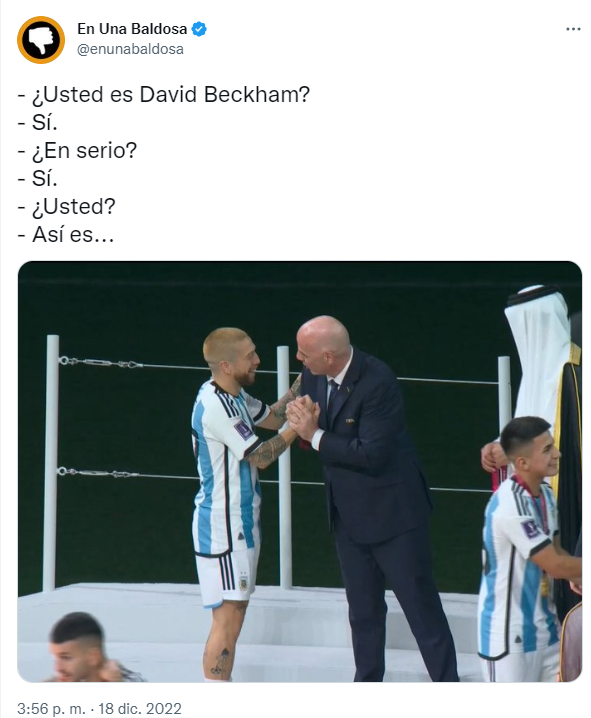 En Una Baldosa
@enunabaldosa
- ¿Usted es David Beckham?
- Sí.
- ¿En serio?
- Sí.
- ¿Usted?
- Así es...
3:56 p. m. · 18 dic. 2022